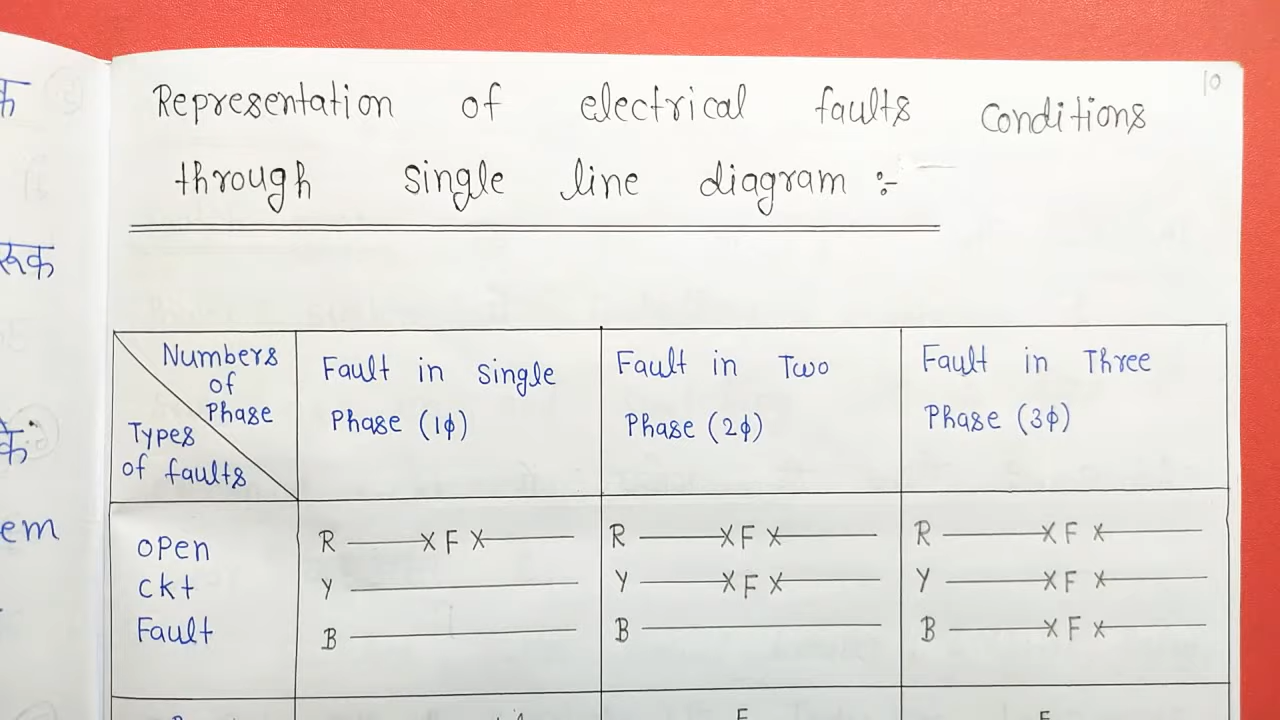 10
Representation of electrical faults conditions
through single line diagram :-
Numbers
of
Phase
Types
of faults
Fault in single
Phase (1ϕ)
Fault in Two
Phase (2ϕ)
Fault in Three
Phase (3ϕ)
open
ckt
Fault
R X F X
Y
B
R X F X
Y X F X
B
R X F X
Y X F X
B X F X
F
F
क
रूक
के
em